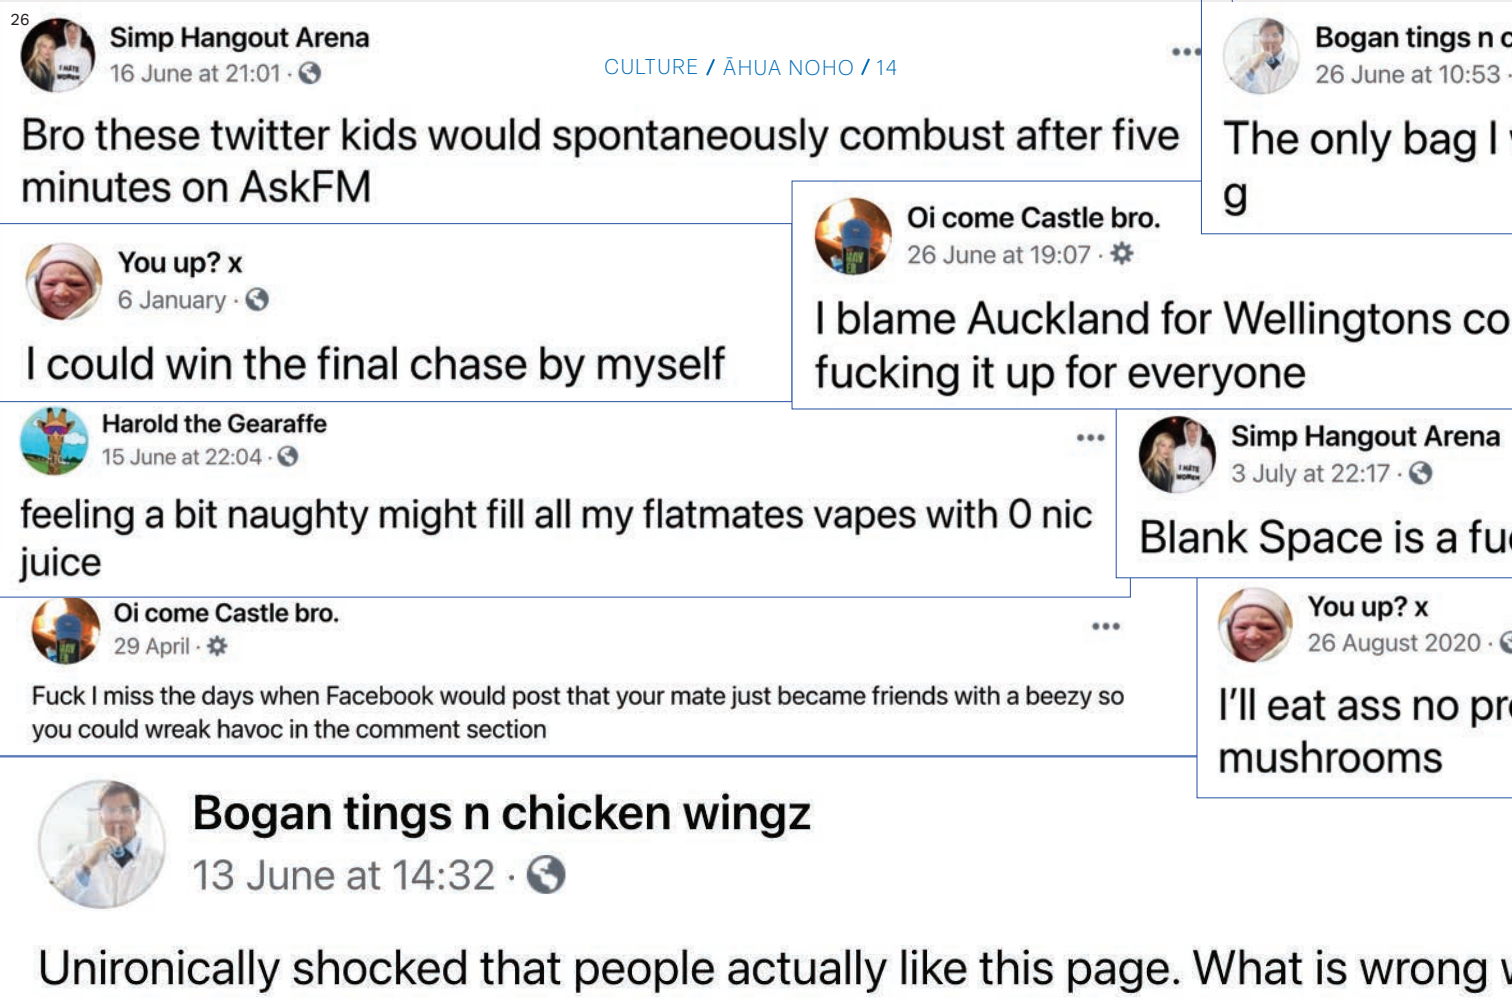 26
CULTURE / ĀHUA NOHO / 14
Simp Hangout Arena
16 June at 21:01 ·
Bro these twitter kids would spontaneously combust after five
minutes on AskFM
Bogan tings n c
26 June at 10:53 ·
The only bag I
g
You up? x
6 January ·
I could win the final chase by myself
Oi come Castle bro.
26 June at 19:07 ·
I blame Auckland for Wellingtons co
fucking it up for everyone
Harold the Gearaffe
15 June at 22:04 ·
feeling a bit naughty might fill all my flatmates vapes with 0 nic
juice
Simp Hangout Arena
3 July at 22:17 ·
Blank Space is a fu
Oi come Castle bro.
29 April ·
Fuck I miss the days when Facebook would post that your mate just became friends with a beezy so
you could wreak havoc in the comment section
You up? x
26 August 2020 ·
I'll eat ass no pr
mushrooms
Bogan tings n chicken wingz
13 June at 14:32 ·
Unironically shocked that people actually like this page. What is wrong